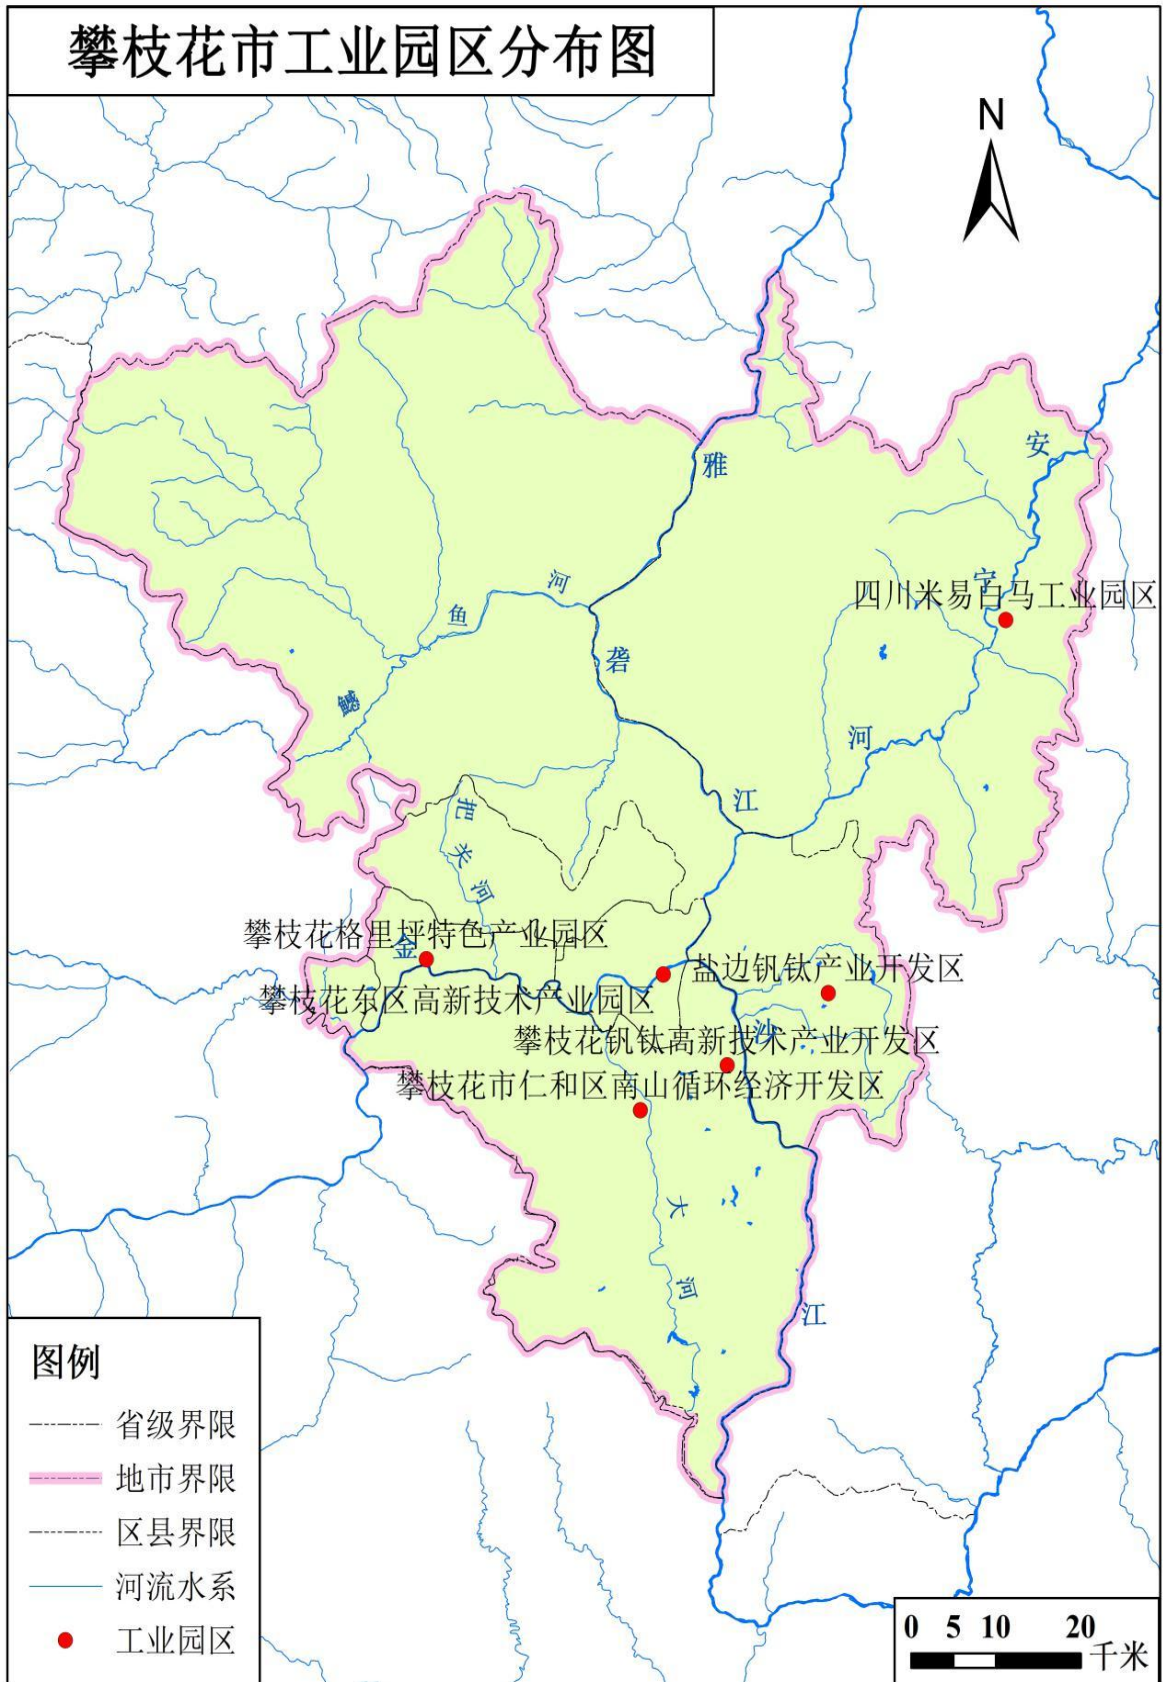 攀枝花市工业园区分布图
N
安
雅
宁
河
四川米易白马工业园区
鱼
砻
鳡
河
江
把
关
河
攀枝花格里坪特色产业园区
金
盐边钒钛产业开发区
攀枝花东区高新技术产业园区
沙
攀枝花钒钛高新技术产业开发区
攀枝花市仁和区南山循环经济开发区
大
河
江
图例
省级界限
地市界限
区县界限
河流水系
工业园区
0 5 10 20
千米